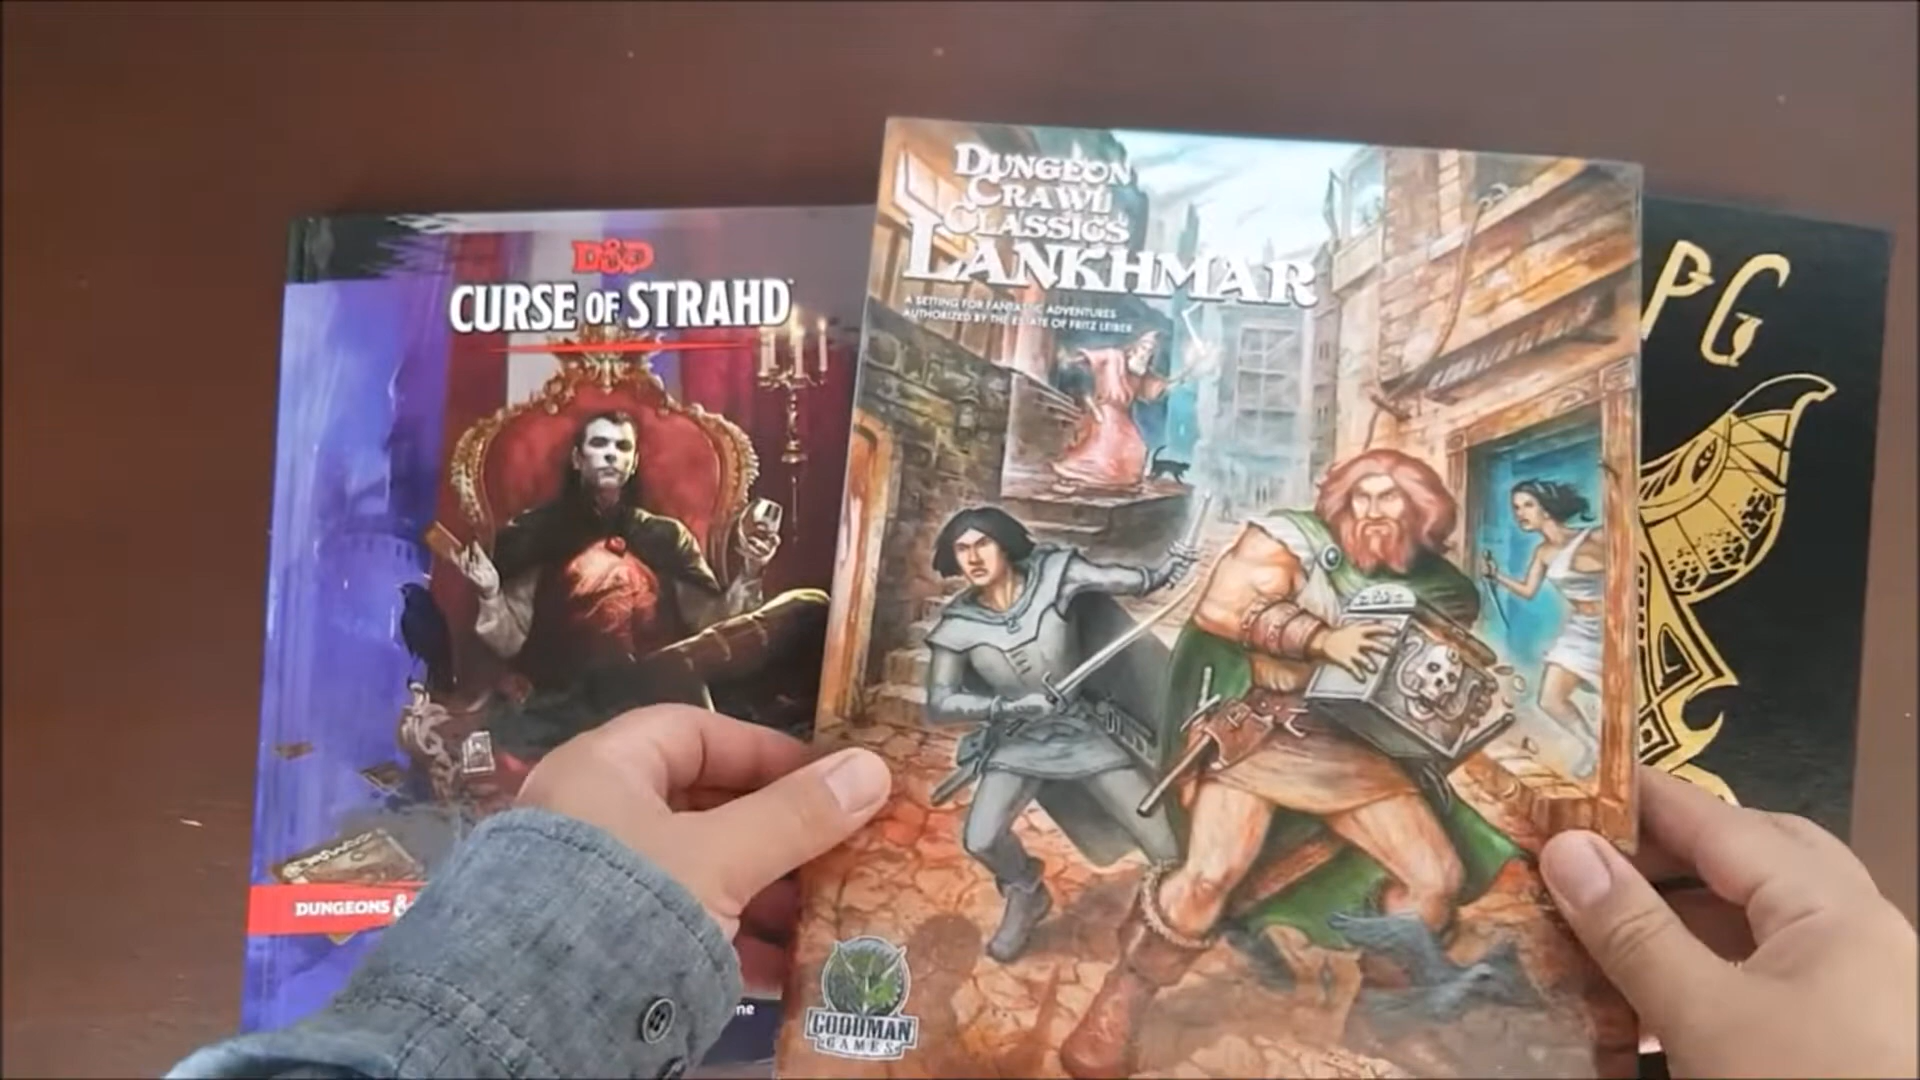 D&D
CURSE OF STRAHD
DUNGEONS &
me
DUNGEON
CRAWL
CLASSICS
LANKHMAR
A SETTING FOR FANTASTIC ADVENTURES
AUTHORIZED BY THE ESTATE OF FRITZ LEIBER
GOODMAN
GAMES
PG